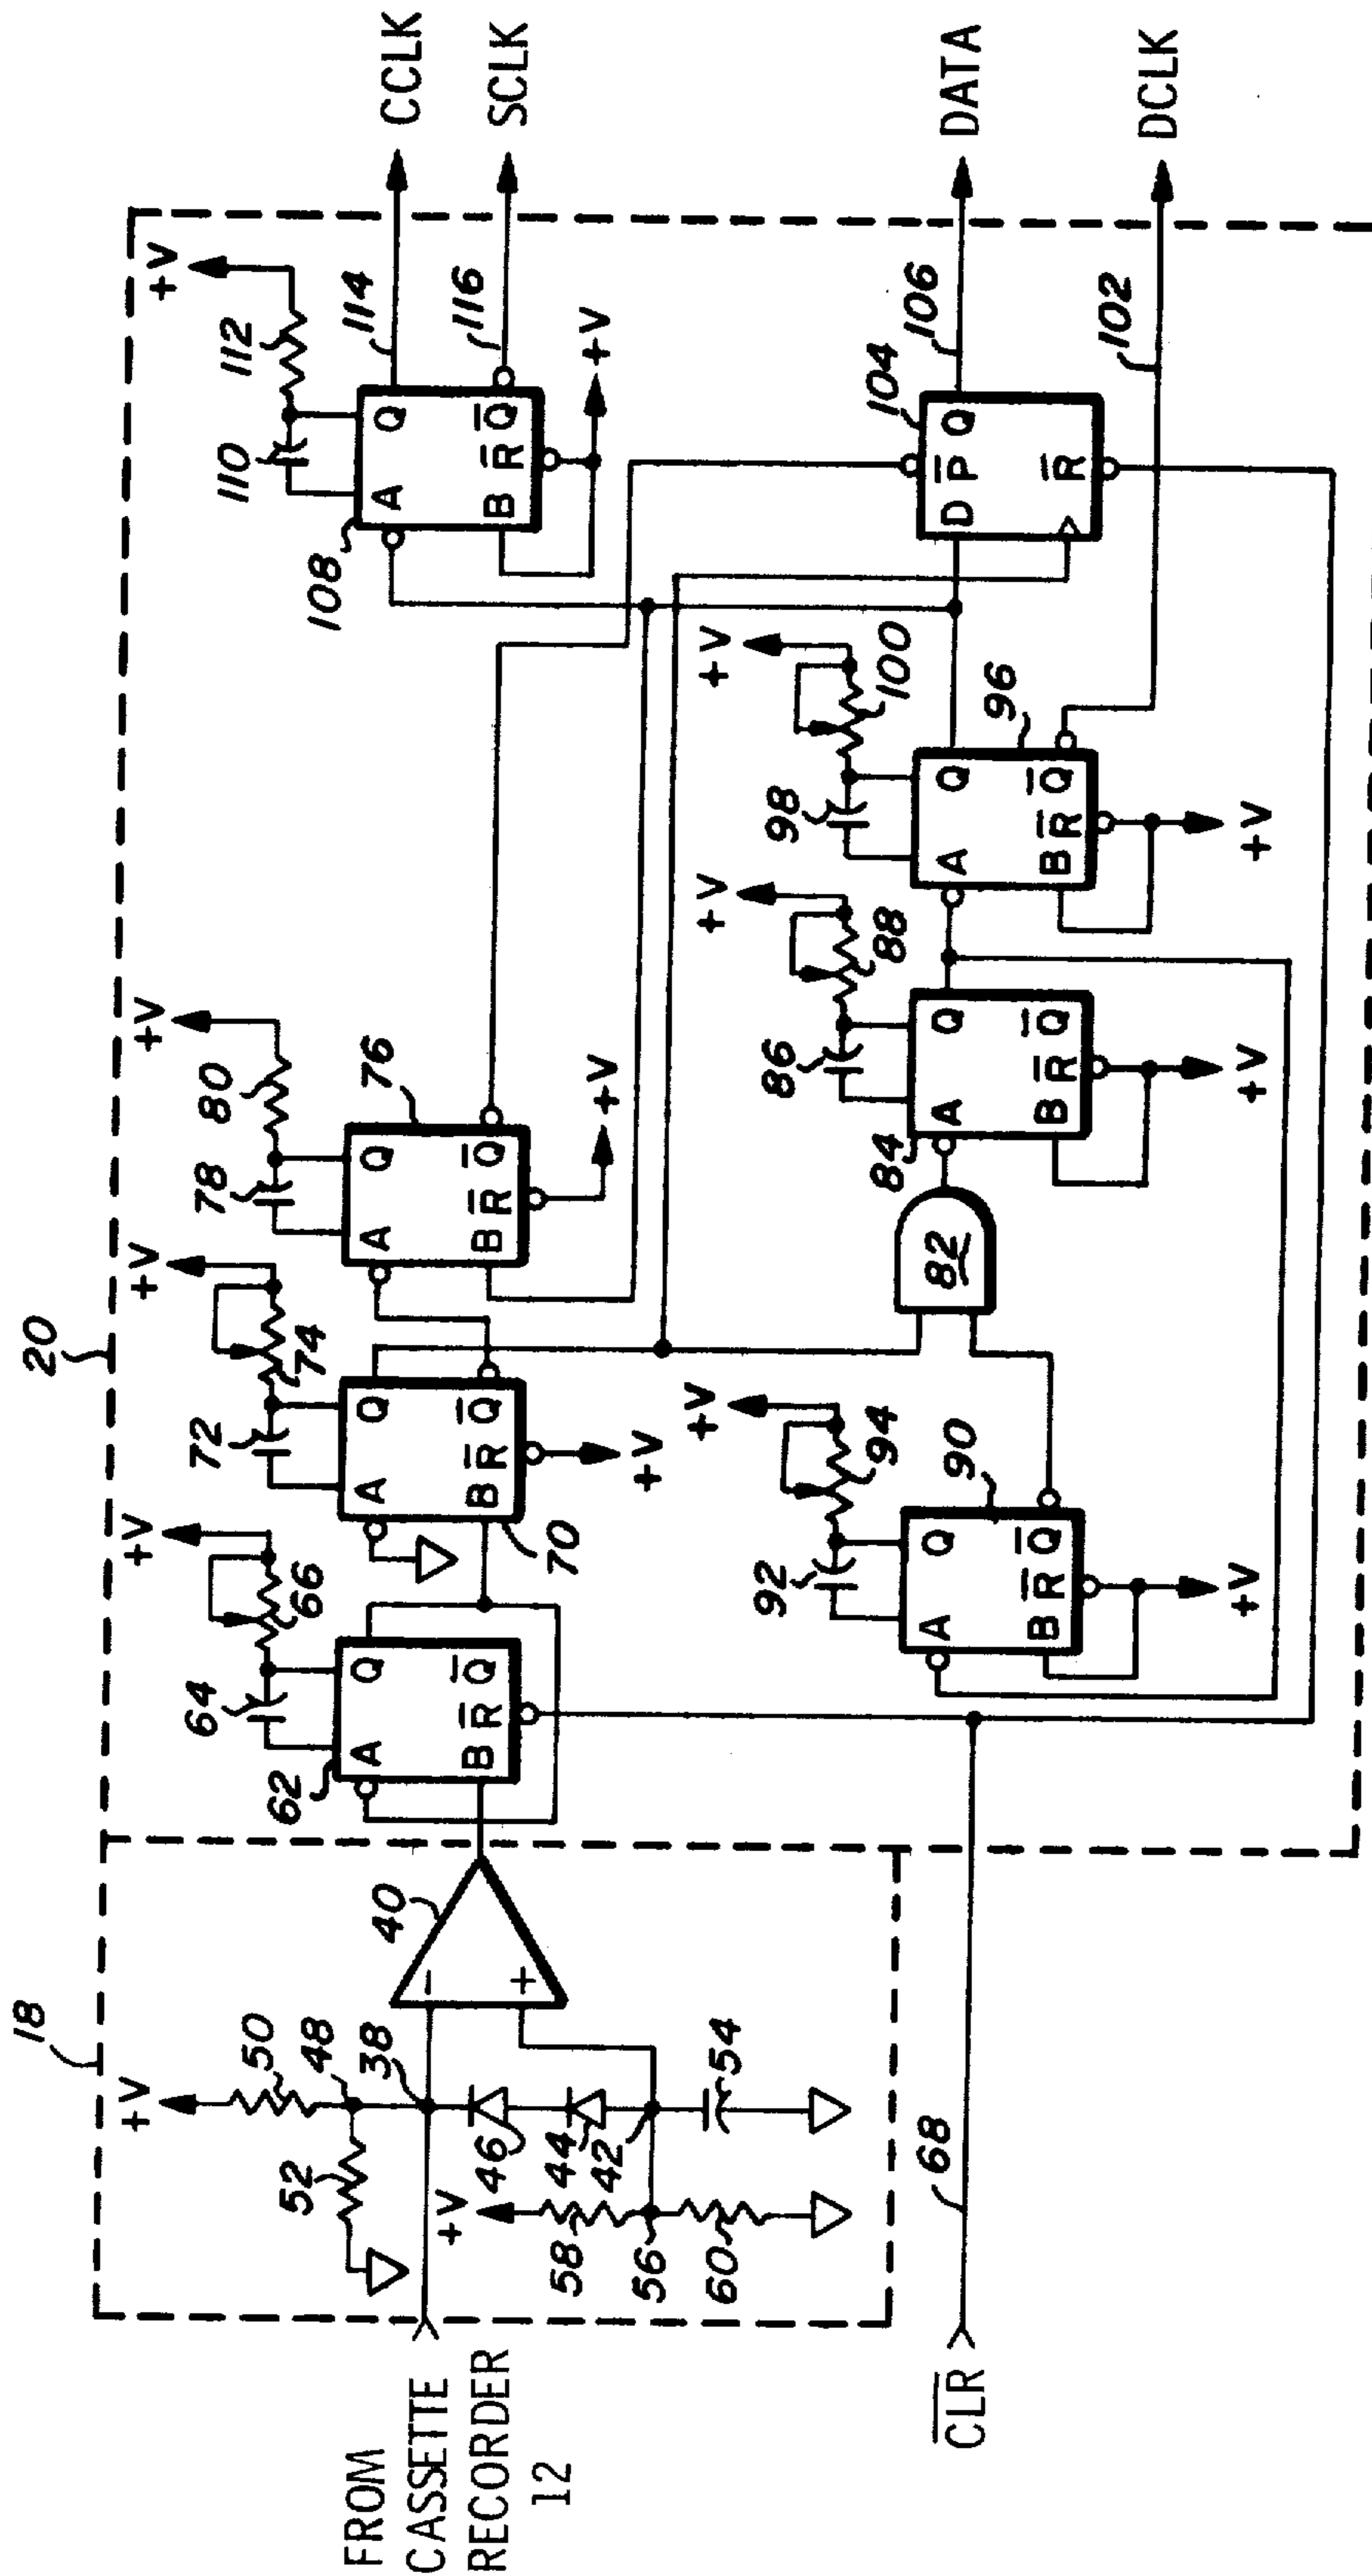 18
20
+V
50
48
52
38
40
46
44
42
54
+V
58
56
60
−
+
FROM
CASSETTE
RECORDER
12
C̅L̅R̅
68
+V
64
66
62
A Q
B R̅ Q̅
+V
72
74
70
A Q
B R̅ Q̅
+V
+V
78
80
76
A Q
B R̅ Q̅
+V
+V
110
112
108
A Q
B R̅ Q̅
+V
114
CCLK
116
SCLK
+V
92
94
90
A Q
B R̅ Q̅
+V
82
+V
86
88
84
A Q
B R̅ Q̅
+V
+V
98
100
96
A Q
B R̅ Q̅
+V
104
D P̅ Q
R̅
106
DATA
102
DCLK